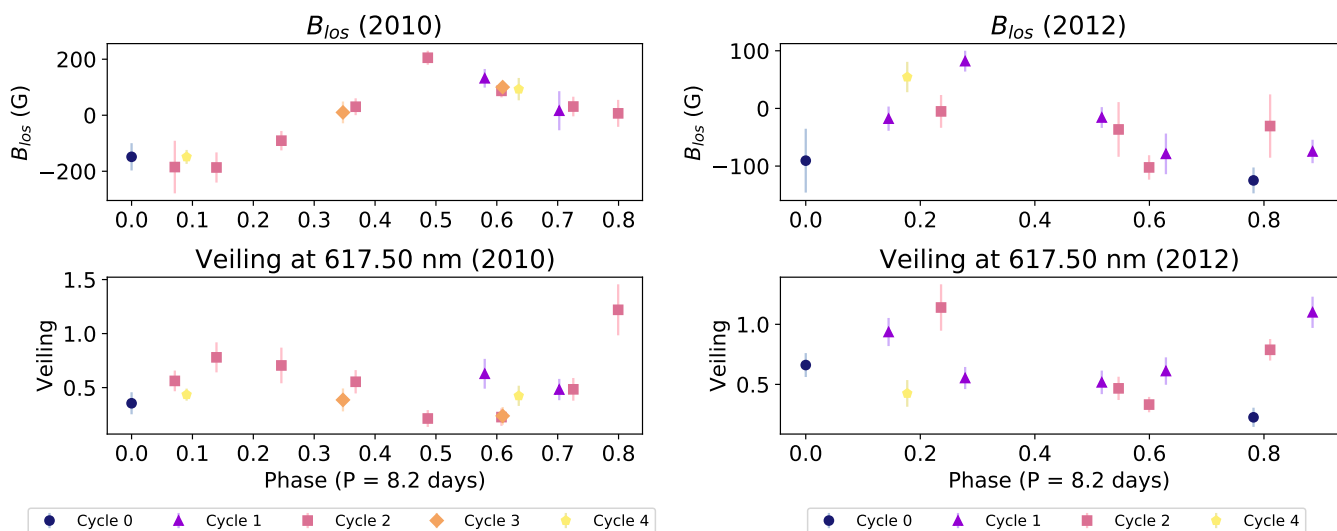 B_los (2010)
B_los (G)
200
0
−200
0.0 0.1 0.2 0.3 0.4 0.5 0.6 0.7 0.8
Veiling at 617.50 nm (2010)
Veiling
1.5
1.0
0.5
0.0 0.1 0.2 0.3 0.4 0.5 0.6 0.7 0.8
Phase (P = 8.2 days)
Cycle 0 Cycle 1 Cycle 2 Cycle 3 Cycle 4
B_los (2012)
B_los (G)
100
0
−100
0.0 0.2 0.4 0.6 0.8
Veiling at 617.50 nm (2012)
Veiling
1.0
0.5
0.0 0.2 0.4 0.6 0.8
Phase (P = 8.2 days)
Cycle 0 Cycle 1 Cycle 2 Cycle 4